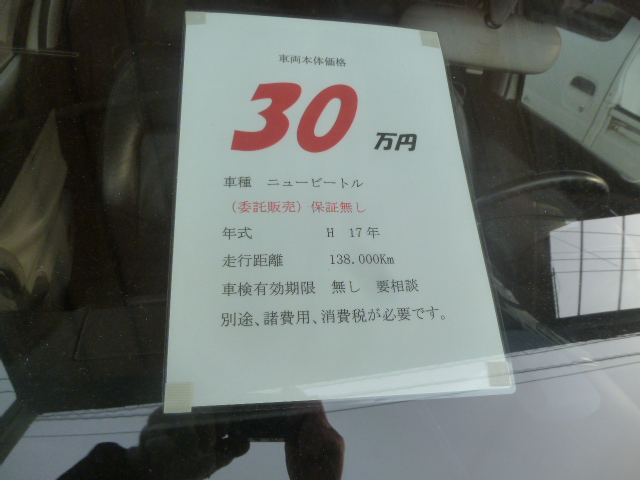 車両本体価格
30万円
車種 ニュービートル
(委託販売)保証無し
年式 H 17年
走行距離 138.000Km
車検有効期限 無し 要相談
別途、諸費用、消費税が必要です。